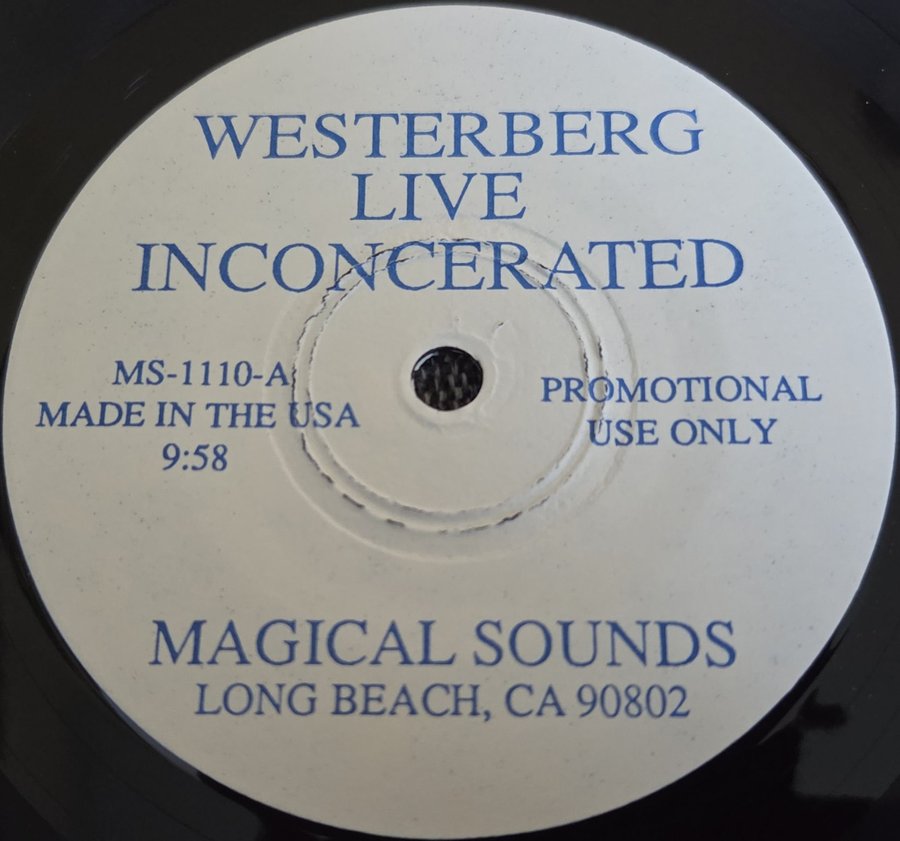 WESTERBERG
LIVE
INCONCERATED
MS-1110-A
MADE IN THE USA
9:58
PROMOTIONAL
USE ONLY
MAGICAL SOUNDS
LONG BEACH, CA 90802